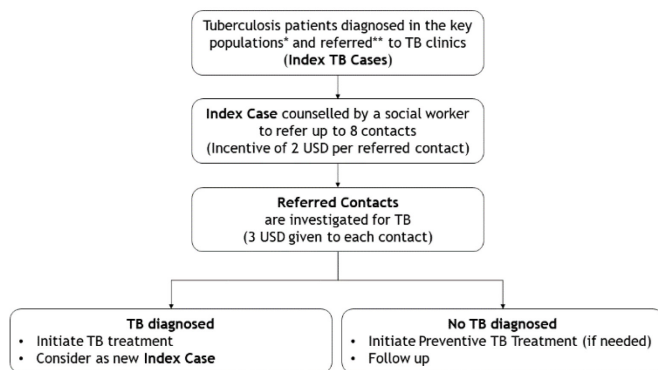 Tuberculosis patients diagnosed in the key
populations* and referred** to TB clinics
(Index TB Cases)
Index Case counselled by a social worker
to refer up to 8 contacts
(Incentive of 2 USD per referred contact)
Referred Contacts
are investigated for TB
(3 USD given to each contact)
TB diagnosed
• Initiate TB treatment
• Consider as new Index Case
No TB diagnosed
• Initiate Preventive TB Treatment (if needed)
• Follow up